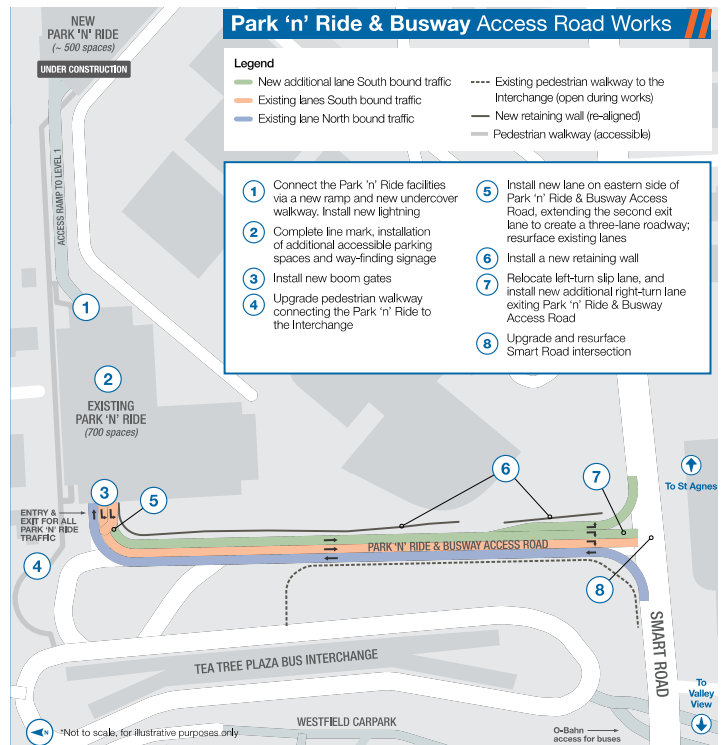 NEW
PARK 'N' RIDE
(~ 500 spaces)
UNDER CONSTRUCTION
Park ‘n’ Ride & Busway Access Road Works
Legend
New additional lane South bound traffic
Existing lanes South bound traffic
Existing lane North bound traffic
Existing pedestrian walkway to the
Interchange (open during works)
New retaining wall (re-aligned)
Pedestrian walkway (accessible)
1
Connect the Park ‘n’ Ride facilities
via a new ramp and new undercover
walkway. Install new lightning
2
Complete line mark, installation
of additional accessible parking
spaces and way-finding signage
3
Install new boom gates
4
Upgrade pedestrian walkway
connecting the Park ‘n’ Ride to
the Interchange
5
Install new lane on eastern side of
Park ‘n’ Ride & Busway Access
Road, extending the second exit
lane to create a three-lane roadway;
resurface existing lanes
6
Install a new retaining wall
7
Relocate left-turn slip lane, and
install new additional right-turn lane
exiting Park ‘n’ Ride & Busway
Access Road
8
Upgrade and resurface
Smart Road intersection
ACCESS RAMP TO LEVEL 1
1
2
EXISTING
PARK ‘N’ RIDE
(700 spaces)
3
5
6
7
To St Agnes
ENTRY &
EXIT FOR ALL
PARK ‘N’ RIDE
TRAFFIC
PARK ‘N’ RIDE & BUSWAY ACCESS ROAD
4
8
SMART ROAD
TEA TREE PLAZA BUS INTERCHANGE
To
Valley
View
N
*Not to scale, for illustrative purposes only
WESTFIELD CARPARK
O-Bahn
access for buses